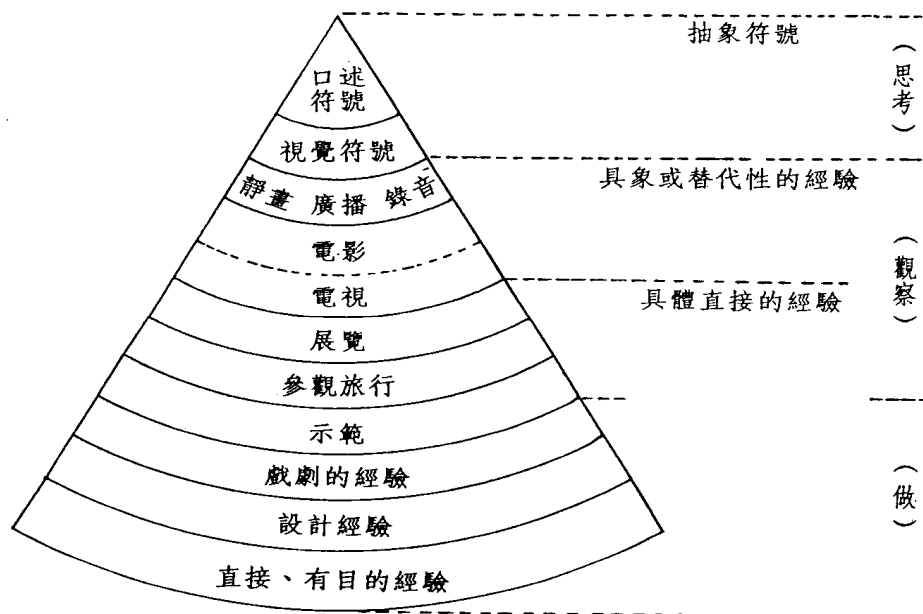 口述
符號
視覺符號
靜畫 廣播 錄音
電影
電視
展覽
參觀旅行
示範
戲劇的經驗
設計經驗
直接、有目的經驗
抽象符號
具象或替代性的經驗
具體直接的經驗
（思考）
（觀察）
（做）